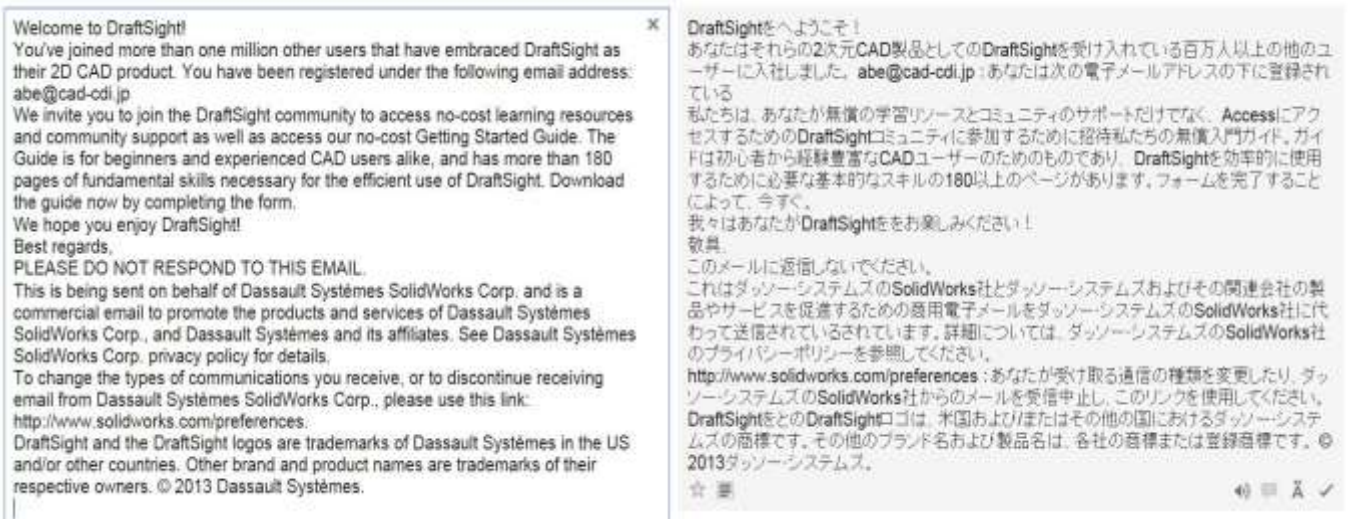 Welcome to DraftSight!
You've joined more than one million other users that have embraced DraftSight as
their 2D CAD product. You have been registered under the following email address:
abe@cad-cdi.jp
We invite you to join the DraftSight community to access no-cost learning resources
and community support as well as access our no-cost Getting Started Guide. The
Guide is for beginners and experienced CAD users alike, and has more than 180
pages of fundamental skills necessary for the efficient use of DraftSight. Download
the guide now by completing the form.
We hope you enjoy DraftSight!
Best regards,
PLEASE DO NOT RESPOND TO THIS EMAIL.
This is being sent on behalf of Dassault Systèmes SolidWorks Corp. and is a
commercial email to promote the products and services of Dassault Systèmes
SolidWorks Corp., and Dassault Systèmes and its affiliates. See Dassault Systèmes
SolidWorks Corp. privacy policy for details.
To change the types of communications you receive, or to discontinue receiving
email from Dassault Systèmes SolidWorks Corp., please use this link:
http://www.solidworks.com/preferences.
DraftSight and the DraftSight logos are trademarks of Dassault Systèmes in the US
and/or other countries. Other brand and product names are trademarks of their
respective owners. © 2013 Dassault Systèmes.
DraftSightをへようこそ！
あなたはそれらの2次元CAD製品としてのDraftSightを受け入れている百万人以上の他のユ
ーザーに入社しました。abe@cad-cdi.jp：あなたは次の電子メールアドレスの下に登録され
ている
私たちは、あなたが無償の学習リソースとコミュニティのサポートだけでなく、Accessにアク
セスするためのDraftSightコミュニティに参加するために招待私たちの無償入門ガイド。ガイ
ドは初心者から経験豊富なCADユーザーのためのものであり、DraftSightを効率的に使用
するために必要な基本的なスキルの180以上のページがあります。フォームを完了すること
によって、今すぐ。
我々はあなたがDraftSightををお楽しみください！
敬具、
このメールに返信しないでください。
これはダッソー·システムズのSolidWorks社とダッソー·システムズおよびその関連会社の製
品やサービスを促進するための商用電子メールをダッソー·システムズのSolidWorks社に代
わって送信されているされています。詳細については、ダッソー·システムズのSolidWorks社
のプライバシーポリシーを参照してください。
http://www.solidworks.com/preferences：あなたが受け取る通信の種類を変更したり、ダッ
ソー·システムズのSolidWorks社からのメールを受信中止し、このリンクを使用してください。
DraftSightをとのDraftSightロゴは、米国および/またはその他の国におけるダッソー·システ
ムズの商標です。その他のブランド名および製品名は、各社の商標または登録商標です。©
2013ダッソー·システムズ。
Ä